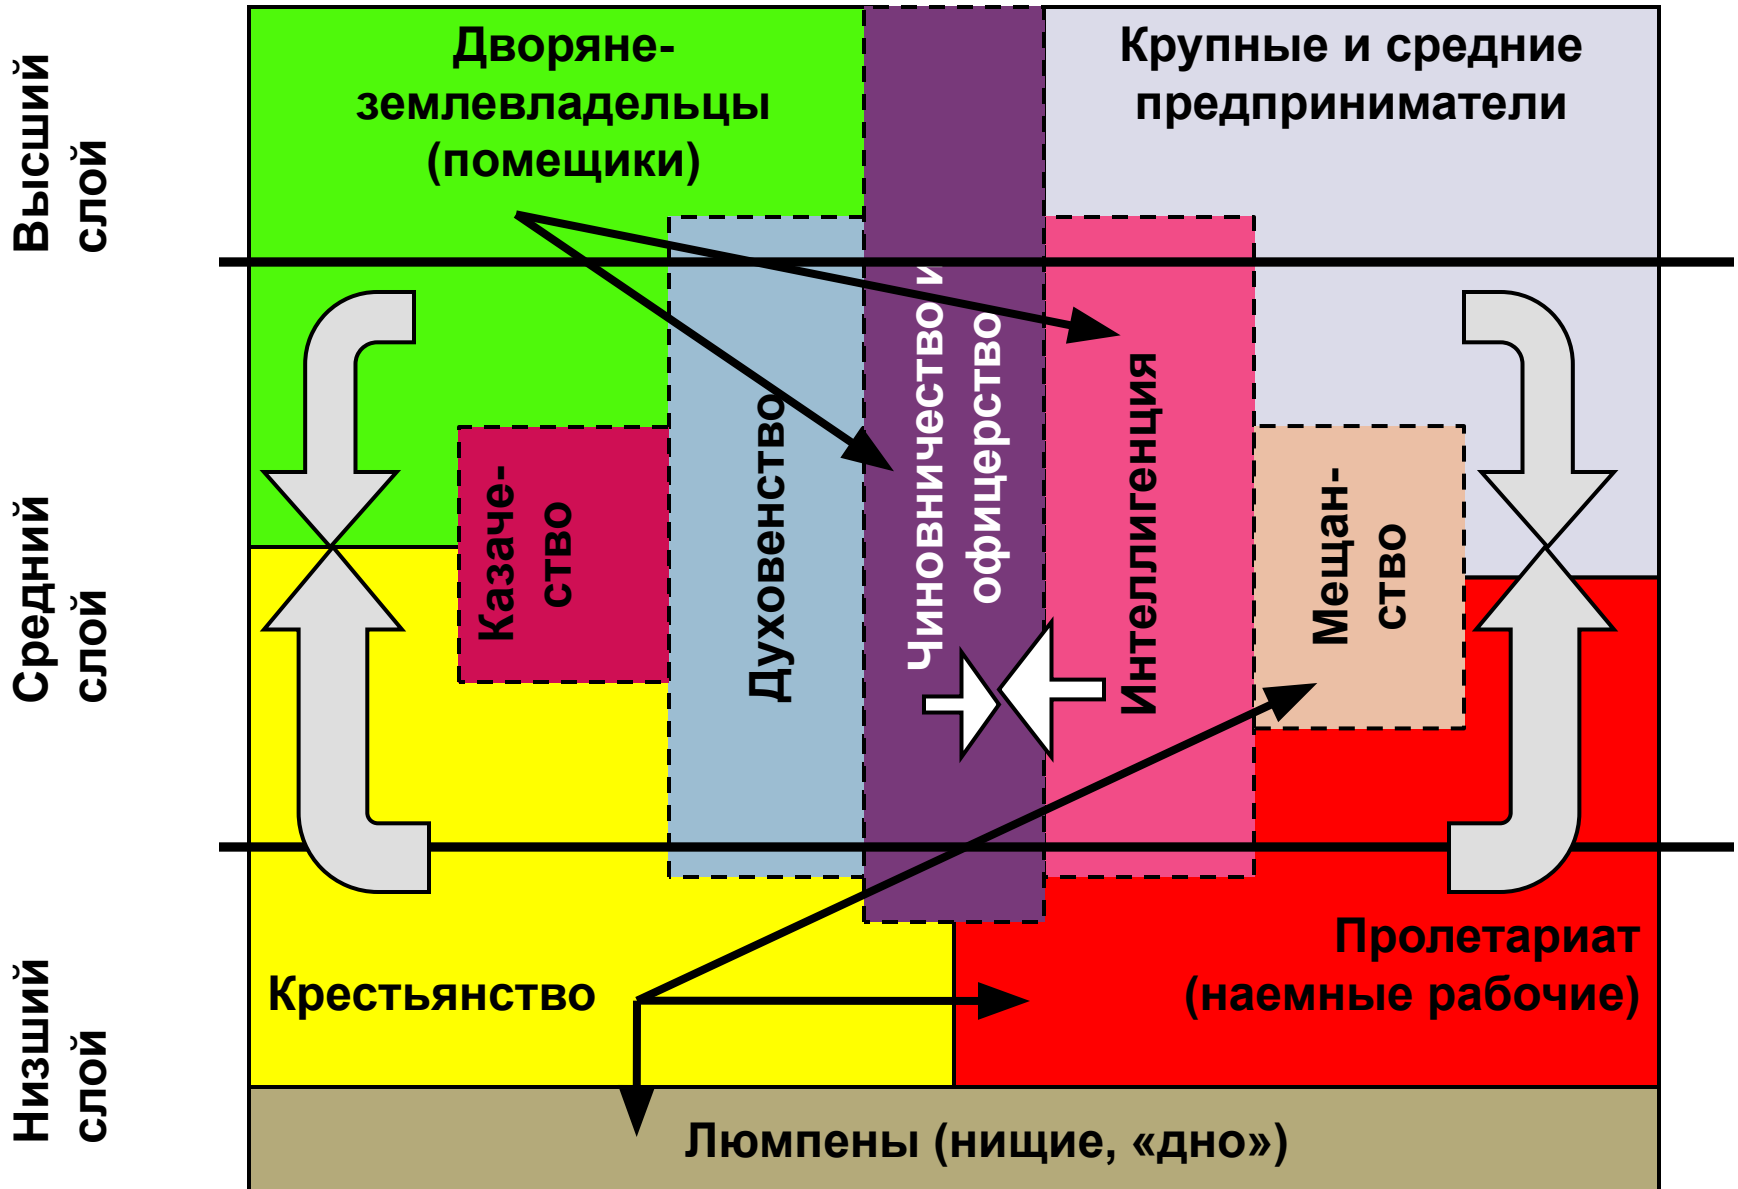 Высший
слой
Дворяне-
землевладельцы
(помещики)
Крупные и средние
предприниматели
Средний
слой
Казаче-
ство
Духовенство
Чиновничество и
офицерство
Интеллигенция
Мещан-
ство
Низший
слой
Крестьянство
Пролетариат
(наемные рабочие)
Люмпены (нищие, «дно»)